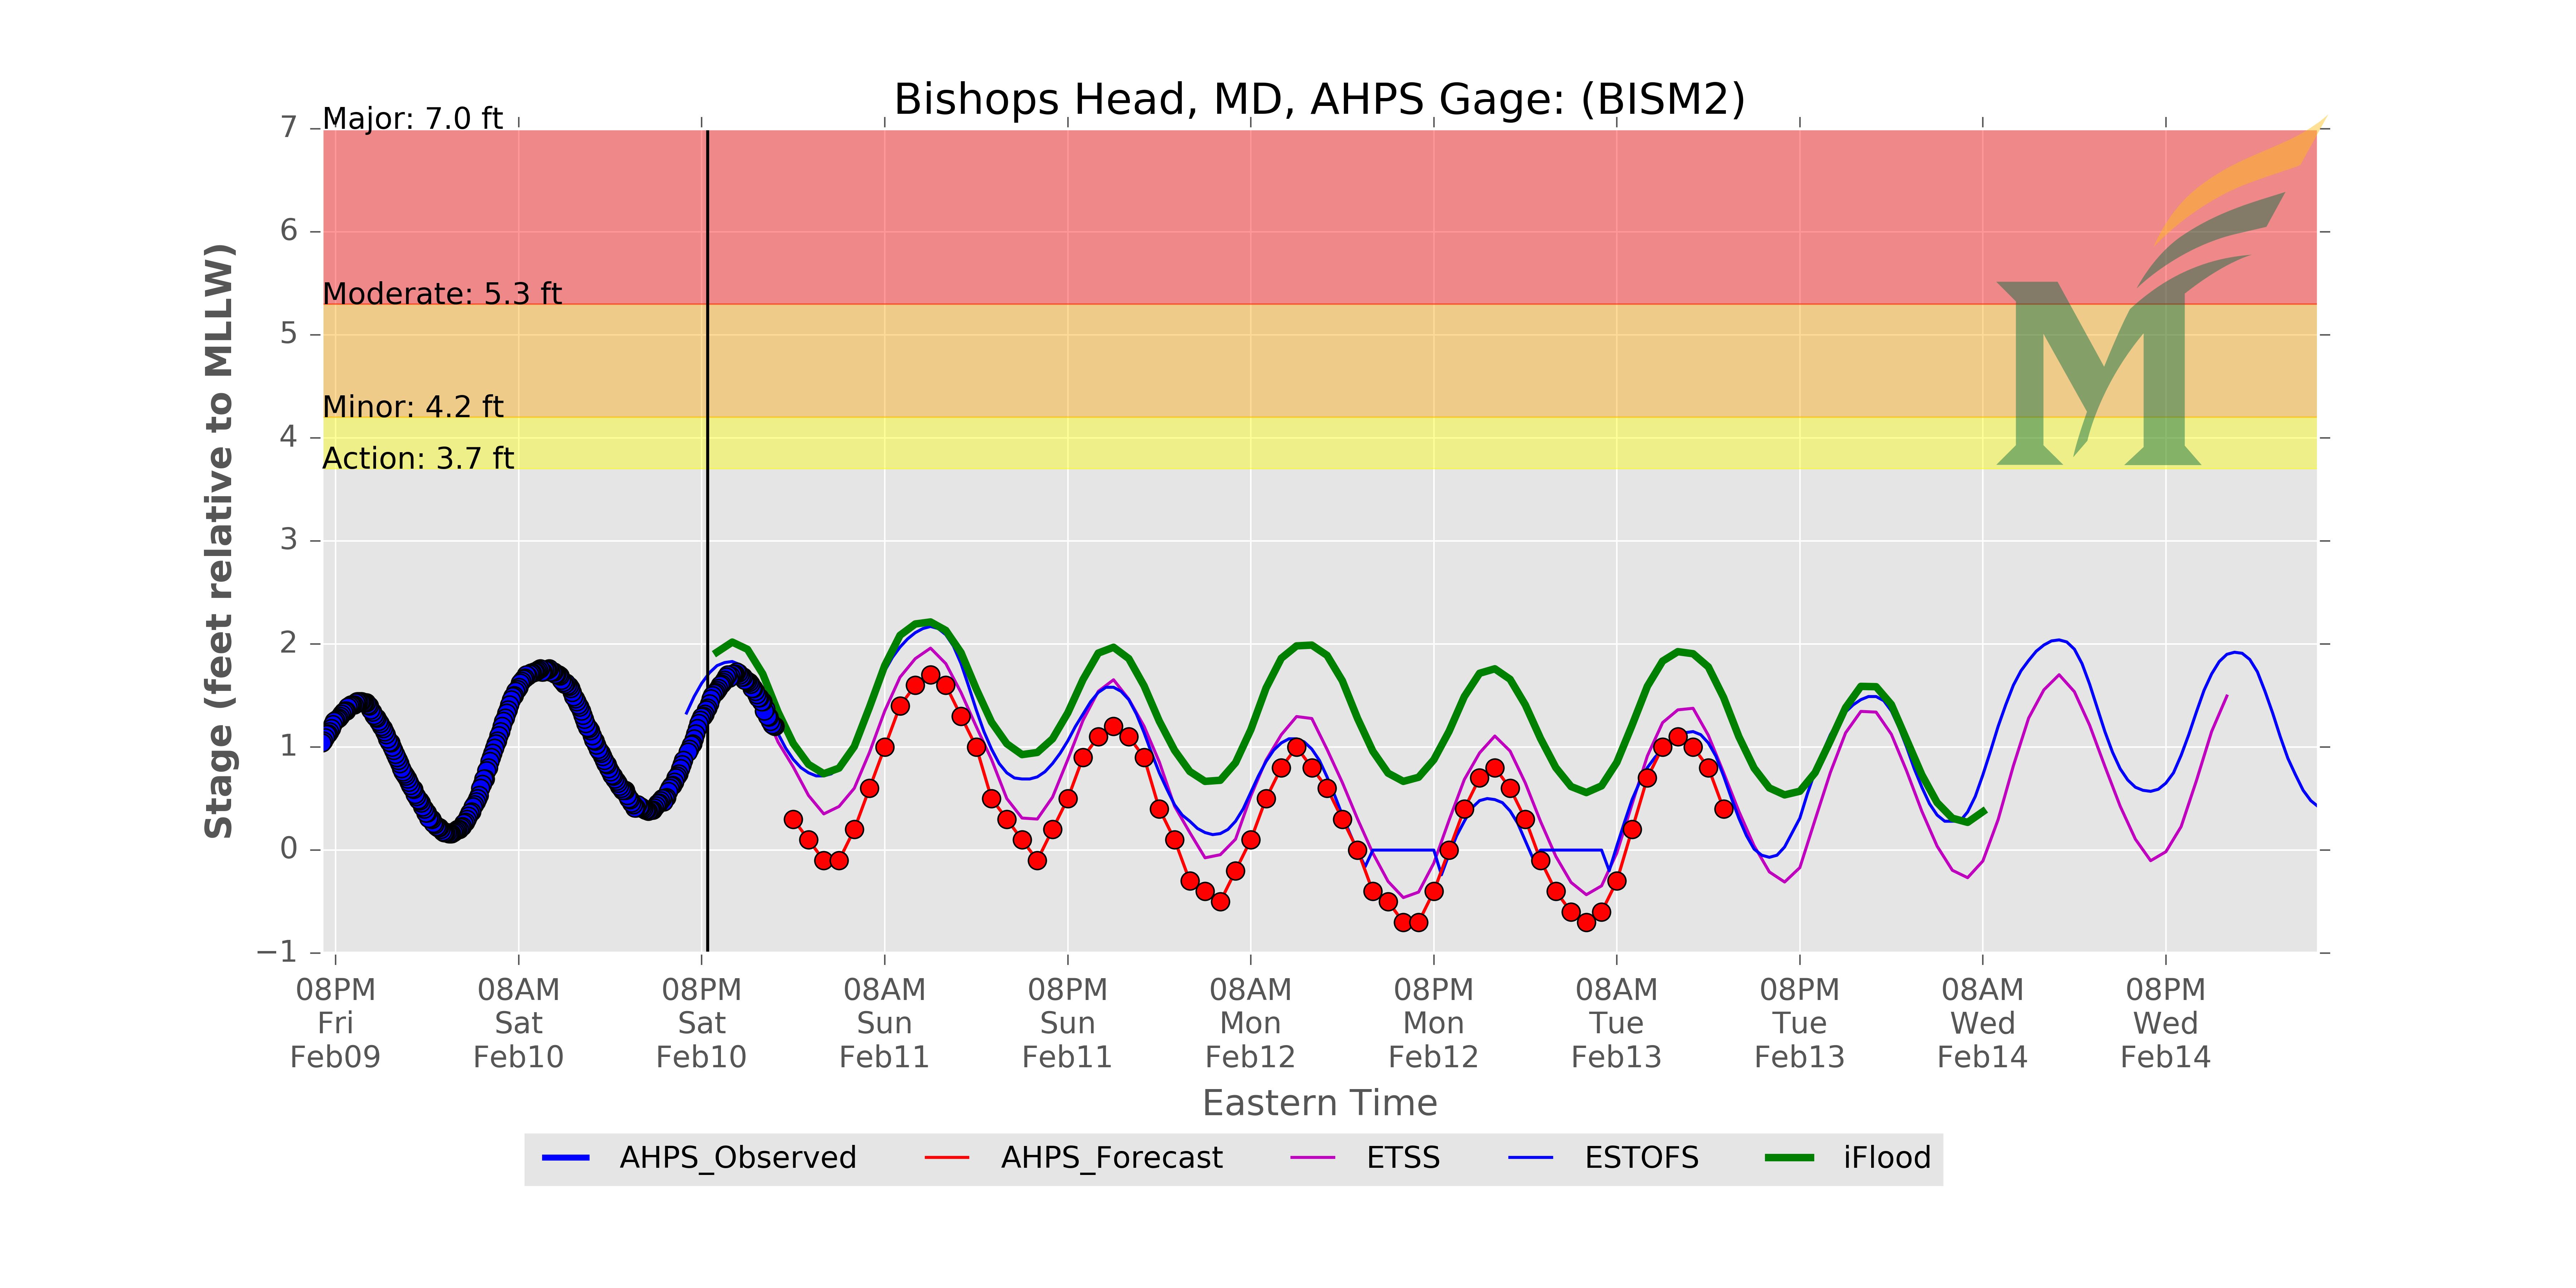 Bishops Head, MD, AHPS Gage: (BISM2)
Major: 7.0 ft
Moderate: 5.3 ft
Minor: 4.2 ft
Action: 3.7 ft
Stage (feet relative to MLLW)
7
6
5
4
3
2
1
0
−1
08PM
Fri
Feb09
08AM
Sat
Feb10
08PM
Sat
Feb10
08AM
Sun
Feb11
08PM
Sun
Feb11
08AM
Mon
Feb12
08PM
Mon
Feb12
08AM
Tue
Feb13
08PM
Tue
Feb13
08AM
Wed
Feb14
08PM
Wed
Feb14
Eastern Time
AHPS_Observed AHPS_Forecast ETSS ESTOFS iFlood
M